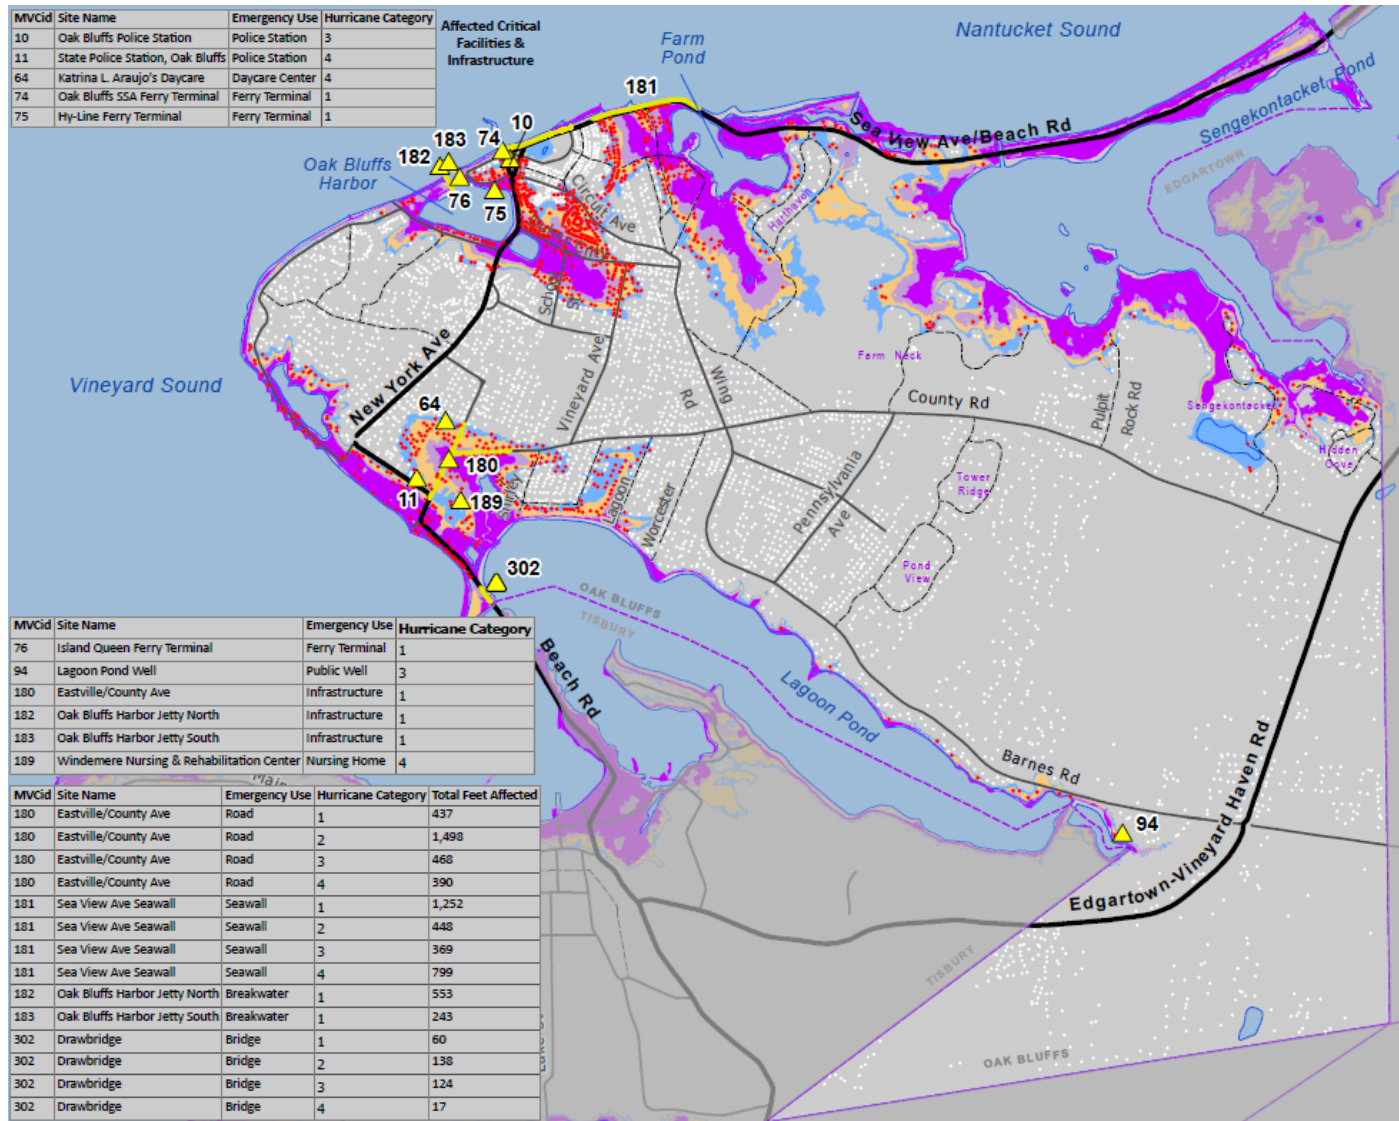 MVCid Site Name Emergency Use Hurricane Category
10 Oak Bluffs Police Station Police Station 3
11 State Police Station, Oak Bluffs Police Station 4
64 Katrina L. Araujo's Daycare Daycare Center 4
74 Oak Bluffs SSA Ferry Terminal Ferry Terminal 1
75 Hy-Line Ferry Terminal Ferry Terminal 1
Affected Critical
Facilities &
Infrastructure
Nantucket Sound
Farm
Pond
Sengekontacket Pond
EDGARTOWN
181
Sea View Ave/Beach Rd
10
74
183
182
76
75
Oak Bluffs
Harbor
Circuit Ave
Harthaven
School
St
Vineyard Ave
New York Ave
Vineyard Sound
Wing
Rd
Farm Neck
County Rd
Pulpit
Rock Rd
Sengekontacket
Hidden
Cove
64
180
11
189
Lagoon
Worcester
Pennsylvania
Ave
Tower
Ridge
Pond
View
302
OAK BLUFFS
TISBURY
Beach Rd
Lagoon Pond
Barnes Rd
94
Edgartown-Vineyard Haven Rd
TISBURY
OAK BLUFFS
MVCid Site Name Emergency Use Hurricane Category
76 Island Queen Ferry Terminal Ferry Terminal 1
94 Lagoon Pond Well Public Well 3
180 Eastville/County Ave Infrastructure 1
182 Oak Bluffs Harbor Jetty North Infrastructure 1
183 Oak Bluffs Harbor Jetty South Infrastructure 1
189 Windemere Nursing & Rehabilitation Center Nursing Home 4
MVCid Site Name Emergency Use Hurricane Category Total Feet Affected
180 Eastville/County Ave Road 1 437
180 Eastville/County Ave Road 2 1,498
180 Eastville/County Ave Road 3 468
180 Eastville/County Ave Road 4 390
181 Sea View Ave Seawall Seawall 1 1,252
181 Sea View Ave Seawall Seawall 2 448
181 Sea View Ave Seawall Seawall 3 369
181 Sea View Ave Seawall Seawall 4 799
182 Oak Bluffs Harbor Jetty North Breakwater 1 553
183 Oak Bluffs Harbor Jetty South Breakwater 1 243
302 Drawbridge Bridge 1 60
302 Drawbridge Bridge 2 138
302 Drawbridge Bridge 3 124
302 Drawbridge Bridge 4 17